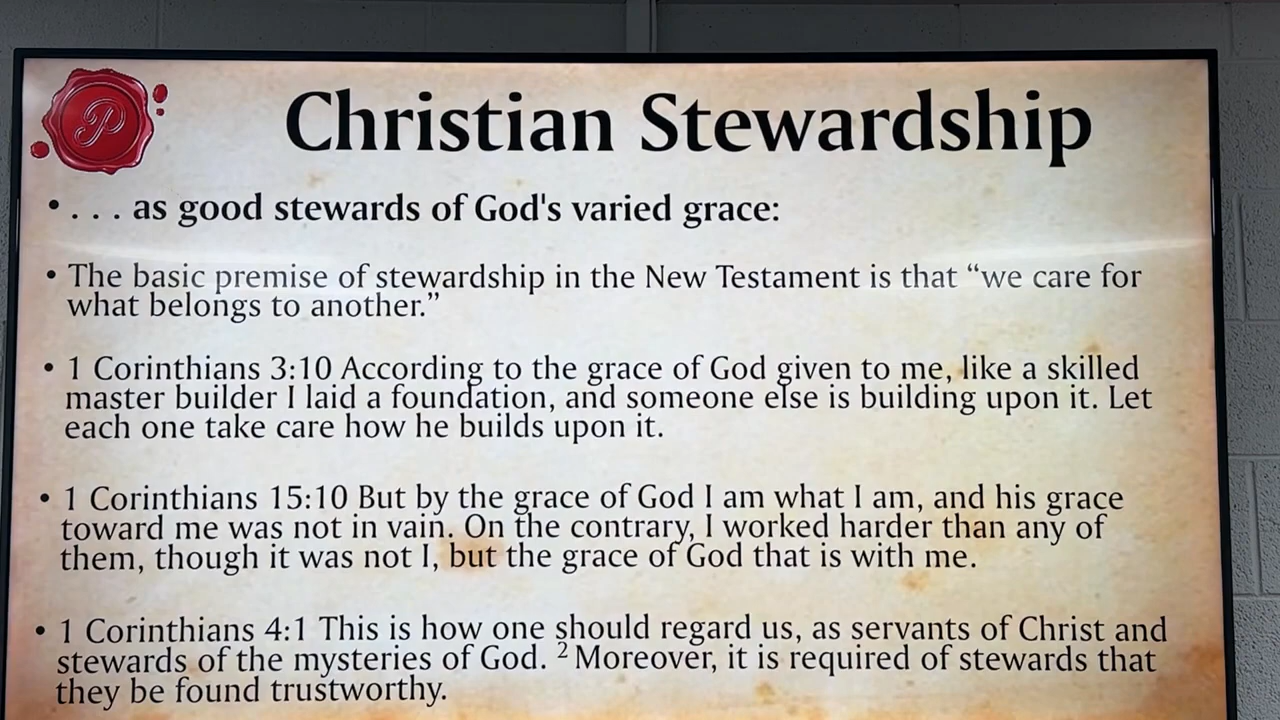 P
Christian Stewardship
• . . . as good stewards of God's varied grace:
• The basic premise of stewardship in the New Testament is that “we care for
what belongs to another.”
• 1 Corinthians 3:10 According to the grace of God given to me, like a skilled
master builder I laid a foundation, and someone else is building upon it. Let
each one take care how he builds upon it.
• 1 Corinthians 15:10 But by the grace of God I am what I am, and his grace
toward me was not in vain. On the contrary, I worked harder than any of
them, though it was not I, but the grace of God that is with me.
• 1 Corinthians 4:1 This is how one should regard us, as servants of Christ and
stewards of the mysteries of God. ² Moreover, it is required of stewards that
they be found trustworthy.